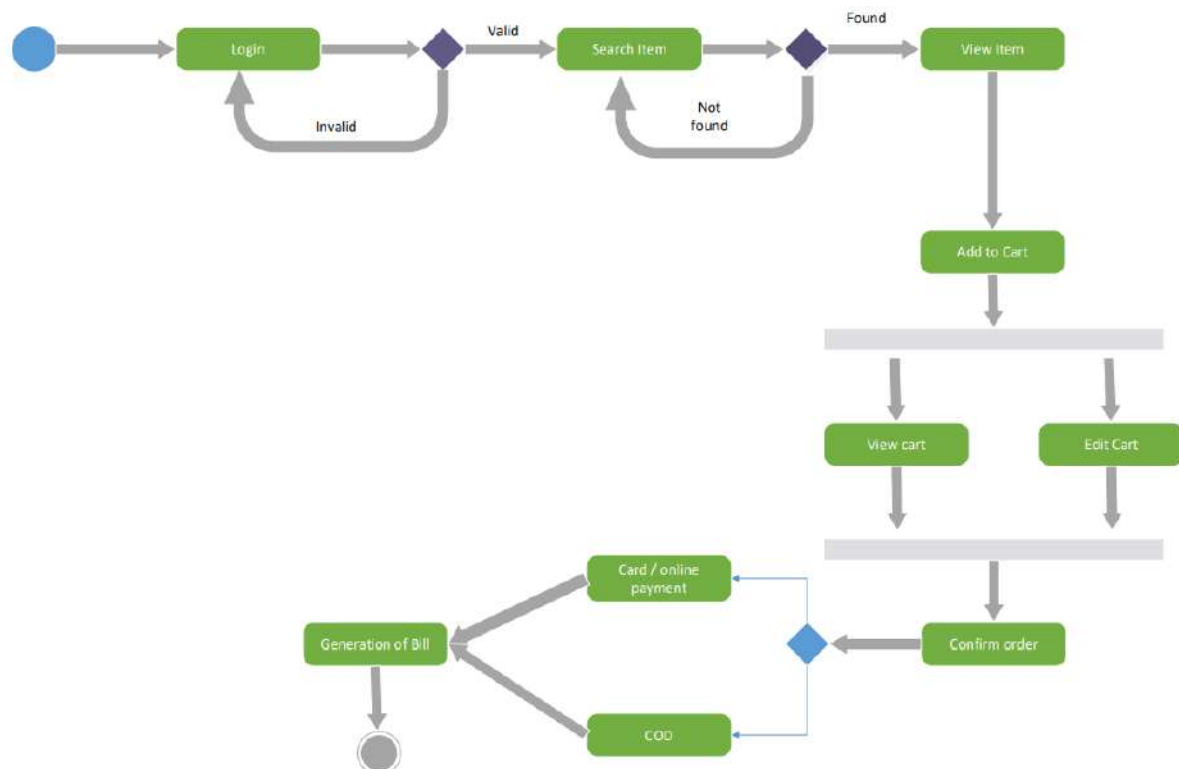 Found
Valid
Login
Search Item
View Item
Invalid
Not
found
Add to Cart
View cart
Edit Cart
Card / online
payment
Generation of Bill
Confirm order
COD